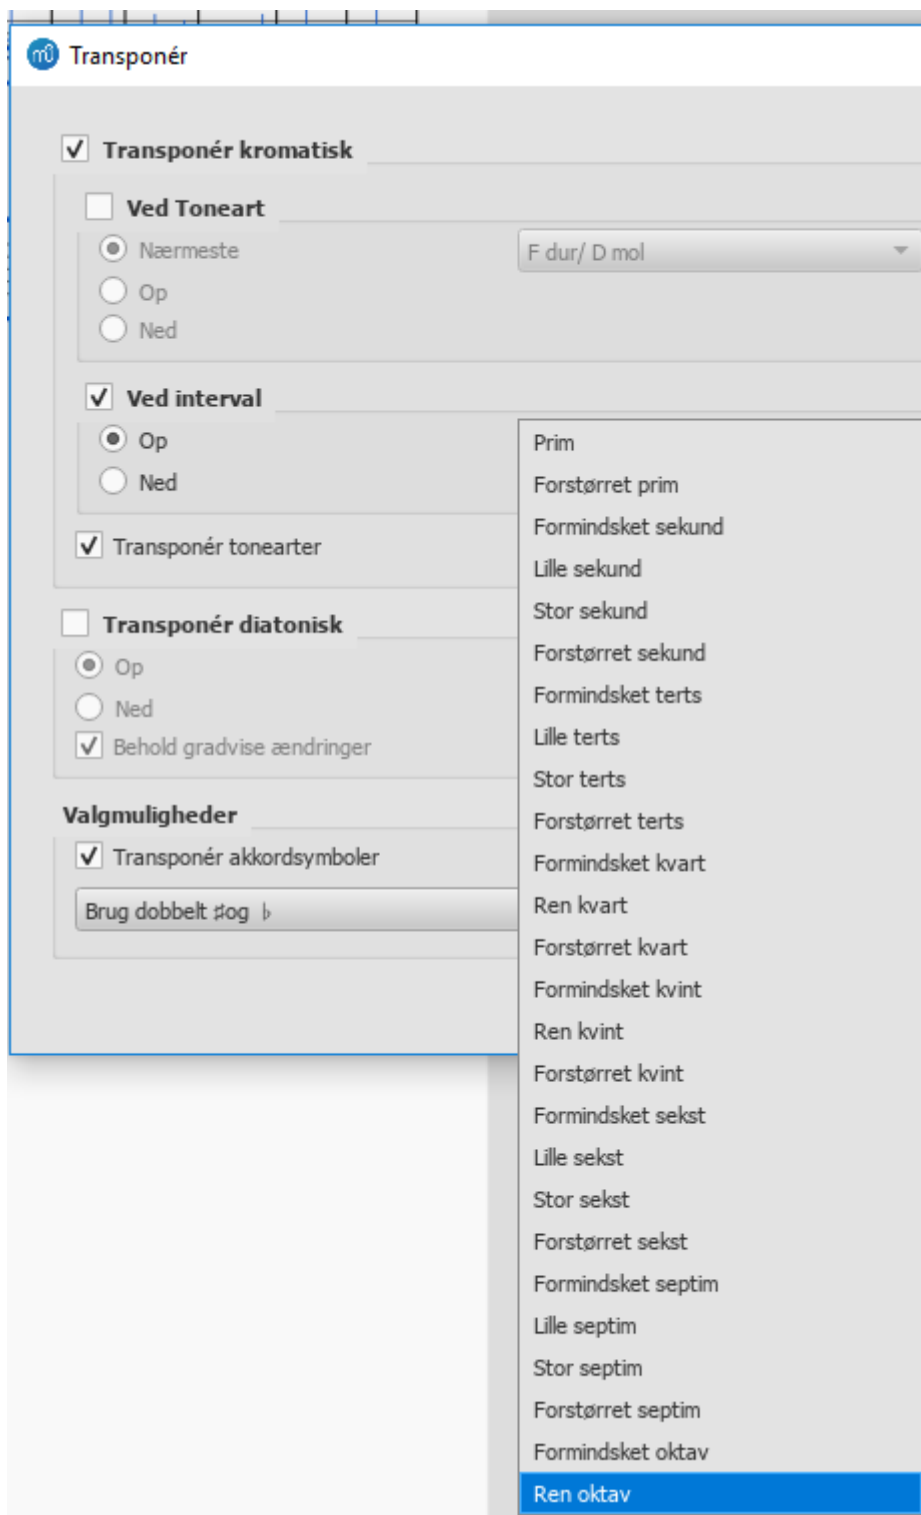 Transponér
Transponér kromatisk
Ved Toneart
Nærmeste
F dur/ D mol
Op
Ned
Ved interval
Op
Ned
Transponér tonearter
Transponér diatonisk
Op
Ned
Behold gradvise ændringer
Valgmuligheder
Transponér akkordsymboler
Brug dobbelt ♯og ♭
Prim
Forstørret prim
Formindsket sekund
Lille sekund
Stor sekund
Forstørret sekund
Formindsket terts
Lille terts
Stor terts
Forstørret terts
Formindsket kvart
Ren kvart
Forstørret kvart
Formindsket kvint
Ren kvint
Forstørret kvint
Formindsket sekst
Lille sekst
Stor sekst
Forstørret sekst
Formindsket septim
Lille septim
Stor septim
Forstørret septim
Formindsket oktav
Ren oktav